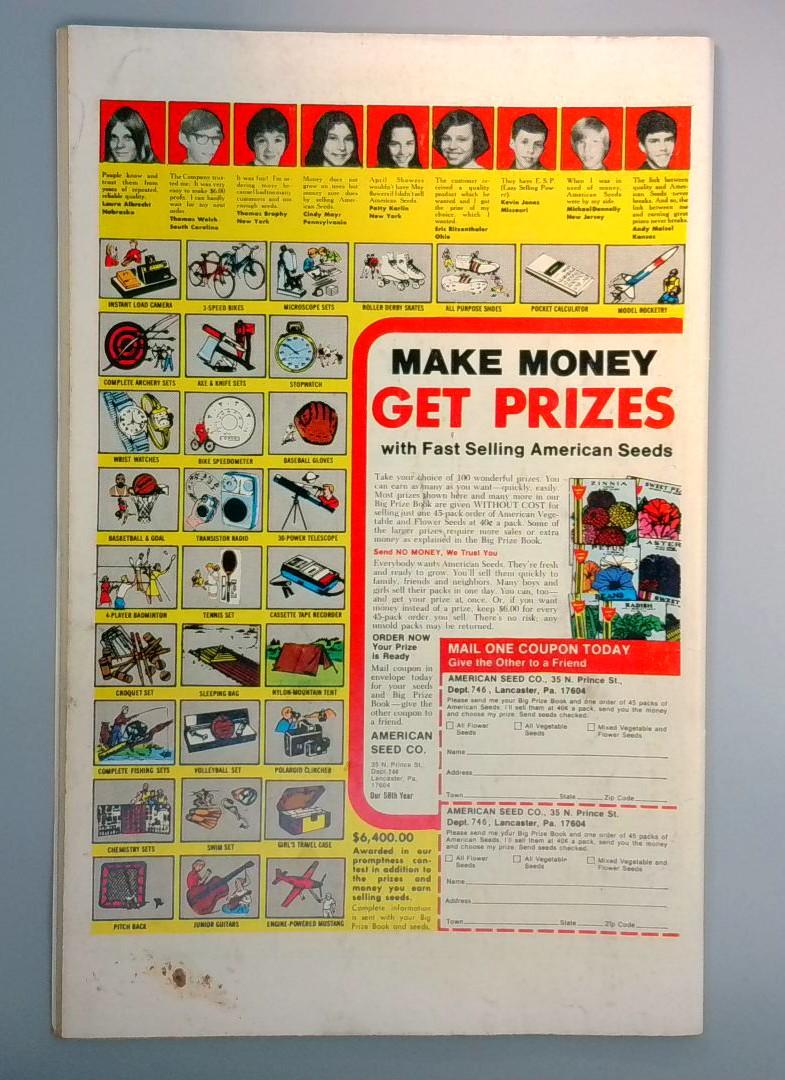 People know and
trust them from
years of repeated,
reliable quality.
Laura Albrecht
Nebraska
The Company trus-
ted me. It was very
easy to make $6.00
profit. I can hardly
wait for my next
order.
Thomas Welch
South Carolina
It was fun! I'm or-
dering more be-
cause I had too many
customers and not
enough seeds.
Thomas Brophy
New York
Money does not
grow on trees but
money sure does
by selling Amer-
ican Seeds.
Cindy Mayr
Pennsylvania
April Showers
wouldn't have May
flowers if I didn't sell
American Seeds.
Patty Karlin
New York
The customer re-
ceived a quality
product which he
wanted and I got
the prize of my
choice, which I
wanted.
Eric Ritzenthaler
Ohio
They have E.S.P.
(Easy Selling Pow-
er).
Kevin Jones
Missouri
When I was in
need of money,
American Seeds
were by my side.
Michael Donnelly
New Jersey
The link between
quality and Amer-
ican Seeds never
breaks. And so, the
link between me
and earning great
prizes never breaks.
Andy Maisel
Kansas
INSTANT LOAD CAMERA
3-SPEED BIKES
MICROSCOPE SETS
ROLLER DERBY SKATES
ALL PURPOSE SHOES
POCKET CALCULATOR
MODEL ROCKETRY
COMPLETE ARCHERY SETS
AXE & KNIFE SETS
STOPWATCH
WRIST WATCHES
BIKE SPEEDOMETER
BASEBALL GLOVES
BASKETBALL & GOAL
TRANSISTOR RADIO
30-POWER TELESCOPE
4-PLAYER BADMINTON
TENNIS SET
CASSETTE TAPE RECORDER
CROQUET SET
SLEEPING BAG
NYLON-MOUNTAIN TENT
COMPLETE FISHING SETS
VOLLEYBALL SET
POLAROID CLINCHER
CHEMISTRY SETS
SWIM SET
GIRL'S TRAVEL CASE
PITCH BACK
JUNIOR GUITARS
ENGINE-POWERED MUSTANG
MAKE MONEY
GET PRIZES
with Fast Selling American Seeds
Take your choice of 100 wonderful prizes. You
can earn as many as you want—quickly, easily.
Most prizes shown here and many more in our
Big Prize Book are given WITHOUT COST for
selling just one 45-pack order of American Vege-
table and Flower Seeds at 40¢ a pack. Some of
the larger prizes require more sales or extra
money as explained in the Big Prize Book.
Send NO MONEY, We Trust You
Everybody wants American Seeds. They're fresh
and ready to grow. You'll sell them quickly to
family, friends and neighbors. Many boys and
girls sell their packs in one day. You can, too—
and get your prize at once. Or, if you want
money instead of a prize, keep $6.00 for every
45-pack order you sell. There's no risk; any
unsold packs may be returned.
ZINNIA
SWEET PE
ASTER
PETUN
BEANS
RADISH
SWEET
ORDER NOW
Your Prize
is Ready
Mail coupon in
envelope today
for your seeds
and Big Prize
Book—give the
other coupon to
a friend.
AMERICAN
SEED CO.
35 N. Prince St.,
Dept. 746
Lancaster, Pa.
17604
Our 58th Year
$6,400.00
Awarded in our
promptness con-
test in addition to
the prizes and
money you earn
selling seeds.
Complete information
is sent with your Big
Prize Book and seeds.
MAIL ONE COUPON TODAY
Give the Other to a Friend
AMERICAN SEED CO., 35 N. Prince St.,
Dept. 746, Lancaster, Pa. 17604
Please send me your Big Prize Book and one order of 45 packs of
American Seeds. I'll sell them at 40¢ a pack, send you the money
and choose my prize. Send seeds checked:
All Flower Seeds
All Vegetable Seeds
Mixed Vegetable and Flower Seeds
Name
Address
Town State Zip Code
AMERICAN SEED CO., 35 N. Prince St.
Dept. 746, Lancaster, Pa. 17604
Please send me your Big Prize Book and one order of 45 packs of
American Seeds. I'll sell them at 40¢ a pack, send you the money
and choose my prize. Send seeds checked:
All Flower Seeds
All Vegetable Seeds
Mixed Vegetable and Flower Seeds
Name
Address
Town State Zip Code